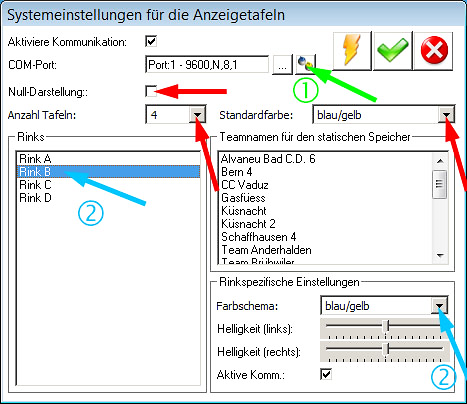 Systemeinstellungen für die Anzeigetafeln
Aktiviere Kommunikation:
COM-Port: Port:1 - 9600,N,8,1 ...
1
Null-Darstellung::
Anzahl Tafeln: 4 Standardfarbe: blau/gelb
Rinks
Rink A
Rink B
Rink C
Rink D
2
Teamnamen für den statischen Speicher
Alvaneu Bad C.D. 6
Bern 4
CC Vaduz
Gasfüess
Küsnacht
Küsnacht 2
Schaffhausen 4
Team Anderhalden
Team Brühwiler
Rinkspezifische Einstellungen
Farbschema: blau/gelb
Helligkeit (links):
Helligkeit (rechts):
Aktive Komm.:
2